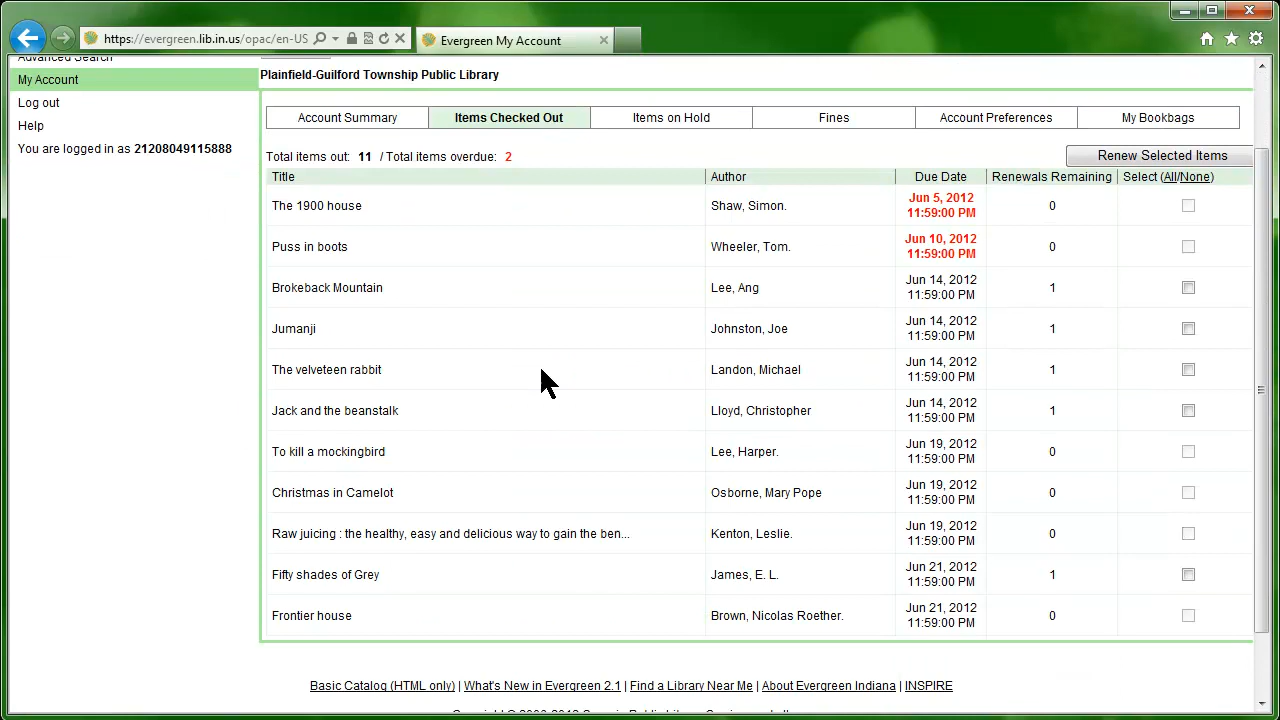 https://evergreen.lib.in.us/opac/en-US
Evergreen My Account
Advanced Search
My Account
Log out
Help
You are logged in as 21208049115888
Plainfield-Guilford Township Public Library
Account Summary Items Checked Out Items on Hold Fines Account Preferences My Bookbags
Total items out: 11 / Total items overdue: 2
Renew Selected Items
Title Author Due Date Renewals Remaining Select (All/None)
The 1900 house Shaw, Simon. Jun 5, 2012 11:59:00 PM 0
Puss in boots Wheeler, Tom. Jun 10, 2012 11:59:00 PM 0
Brokeback Mountain Lee, Ang Jun 14, 2012 11:59:00 PM 1
Jumanji Johnston, Joe Jun 14, 2012 11:59:00 PM 1
The velveteen rabbit Landon, Michael Jun 14, 2012 11:59:00 PM 1
Jack and the beanstalk Lloyd, Christopher Jun 14, 2012 11:59:00 PM 1
To kill a mockingbird Lee, Harper. Jun 19, 2012 11:59:00 PM 0
Christmas in Camelot Osborne, Mary Pope Jun 19, 2012 11:59:00 PM 0
Raw juicing : the healthy, easy and delicious way to gain the ben... Kenton, Leslie. Jun 19, 2012 11:59:00 PM 0
Fifty shades of Grey James, E. L. Jun 21, 2012 11:59:00 PM 1
Frontier house Brown, Nicolas Roether. Jun 21, 2012 11:59:00 PM 0
Basic Catalog (HTML only) | What's New in Evergreen 2.1 | Find a Library Near Me | About Evergreen Indiana | INSPIRE